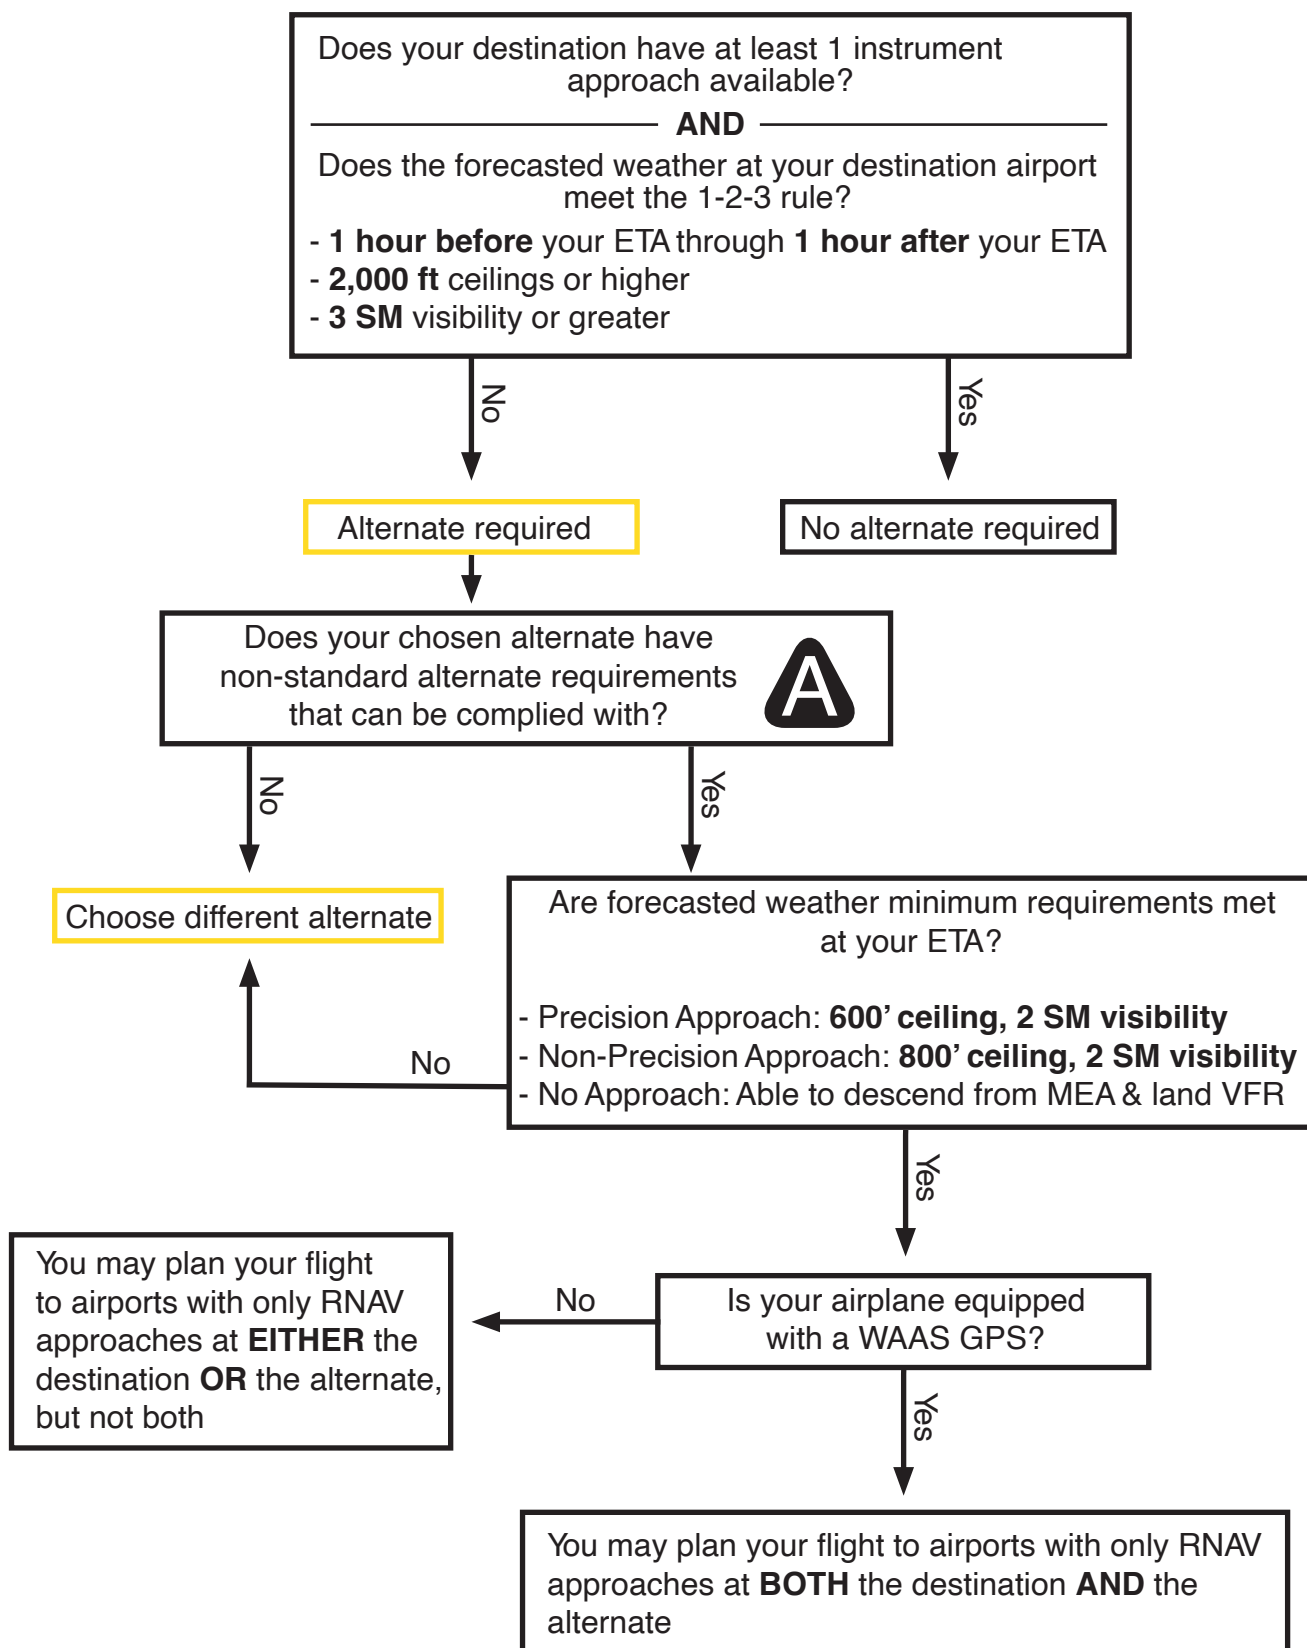 Does your destination have at least 1 instrument
approach available?
AND
Does the forecasted weather at your destination airport
meet the 1-2-3 rule?
- 1 hour before your ETA through 1 hour after your ETA
- 2,000 ft ceilings or higher
- 3 SM visibility or greater
No
Yes
Alternate required
No alternate required
Does your chosen alternate have
non-standard alternate requirements
that can be complied with?
A
No
Yes
Choose different alternate
Are forecasted weather minimum requirements met
at your ETA?
- Precision Approach: 600’ ceiling, 2 SM visibility
- Non-Precision Approach: 800’ ceiling, 2 SM visibility
- No Approach: Able to descend from MEA & land VFR
No
Yes
You may plan your flight
to airports with only RNAV
approaches at EITHER the
destination OR the alternate,
but not both
No
Is your airplane equipped
with a WAAS GPS?
Yes
You may plan your flight to airports with only RNAV
approaches at BOTH the destination AND the
alternate